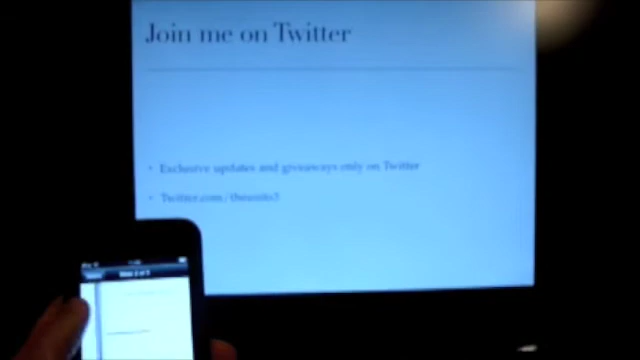 Join me on Twitter
• Exclusive updates and giveaways only on Twitter
• Twitter.com/